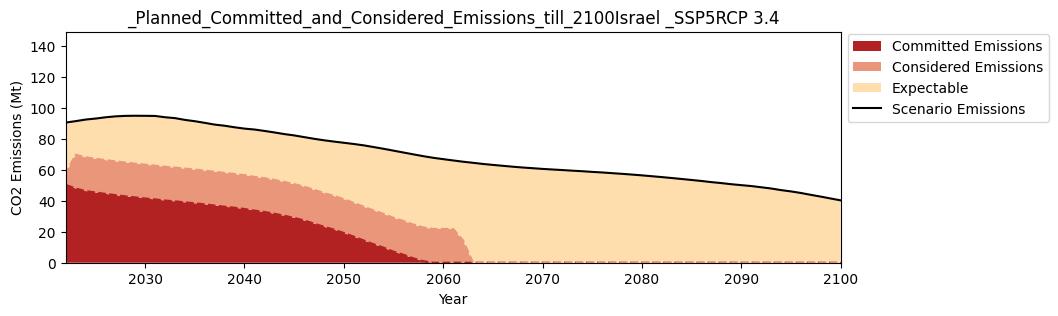 _Planned_Committed_and_Considered_Emissions_till_2100Israel _SSP5RCP 3.4
CO2 Emissions (Mt)
140
120
100
80
60
40
20
0
2030 2040 2050 2060 2070 2080 2090 2100
Year
Committed Emissions
Considered Emissions
Expectable
Scenario Emissions